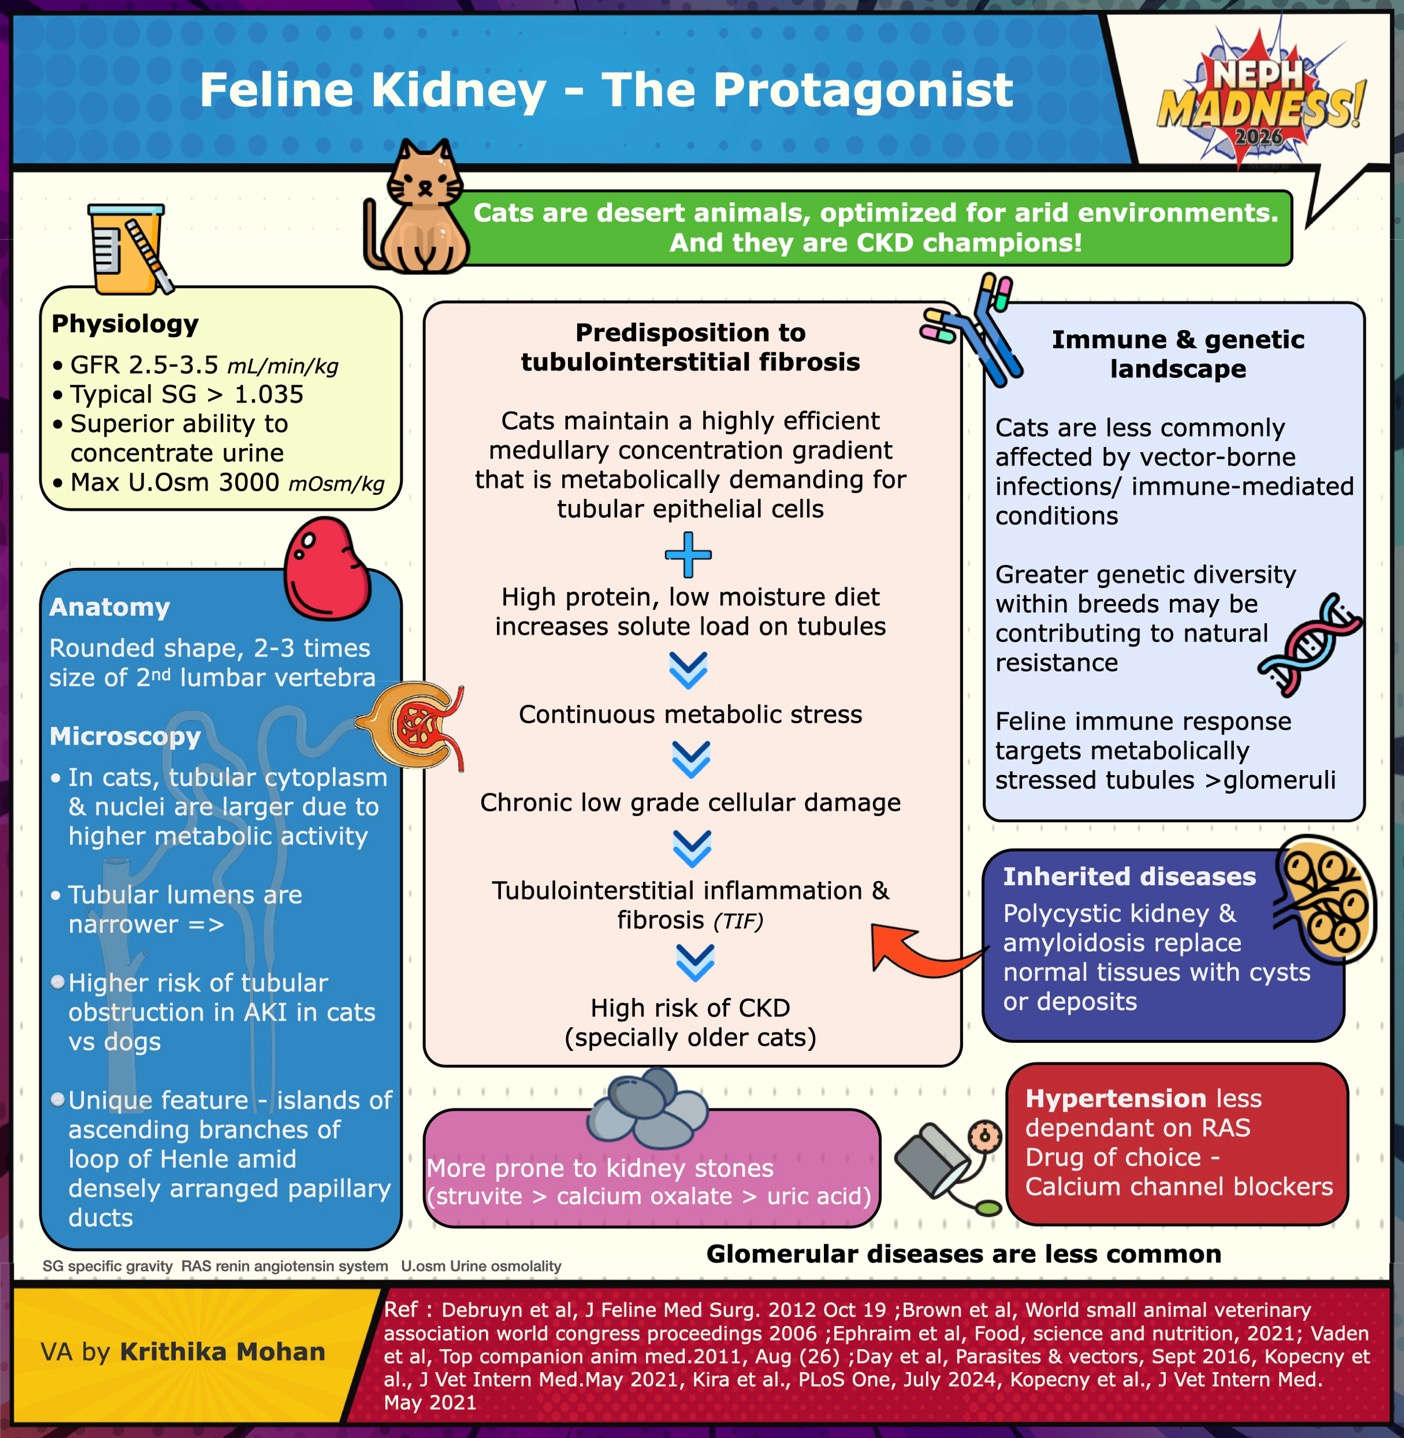 Feline Kidney - The Protagonist
NEPH
MADNESS!
2026
Cats are desert animals, optimized for arid environments.
And they are CKD champions!
Physiology
• GFR 2.5-3.5 mL/min/kg
• Typical SG > 1.035
• Superior ability to
concentrate urine
• Max U.Osm 3000 mOsm/kg
Anatomy
Rounded shape, 2-3 times
size of 2nd lumbar vertebra
Microscopy
• In cats, tubular cytoplasm
& nuclei are larger due to
higher metabolic activity
• Tubular lumens are
narrower =>
• Higher risk of tubular
obstruction in AKI in cats
vs dogs
• Unique feature - islands of
ascending branches of
loop of Henle amid
densely arranged papillary
ducts
Predisposition to
tubulointerstitial fibrosis
Cats maintain a highly efficient
medullary concentration gradient
that is metabolically demanding for
tubular epithelial cells
High protein, low moisture diet
increases solute load on tubules
Continuous metabolic stress
Chronic low grade cellular damage
Tubulointerstitial inflammation &
fibrosis (TIF)
High risk of CKD
(specially older cats)
More prone to kidney stones
(struvite > calcium oxalate > uric acid)
Immune & genetic
landscape
Cats are less commonly
affected by vector-borne
infections/ immune-mediated
conditions
Greater genetic diversity
within breeds may be
contributing to natural
resistance
Feline immune response
targets metabolically
stressed tubules >glomeruli
Inherited diseases
Polycystic kidney &
amyloidosis replace
normal tissues with cysts
or deposits
Hypertension less
dependant on RAS
Drug of choice -
Calcium channel blockers
Glomerular diseases are less common
SG specific gravity RAS renin angiotensin system U.osm Urine osmolality
VA by Krithika Mohan
Ref : Debruyn et al, J Feline Med Surg. 2012 Oct 19 ;Brown et al, World small animal veterinary
association world congress proceedings 2006 ;Ephraim et al, Food, science and nutrition, 2021; Vaden
et al, Top companion anim med.2011, Aug (26) ;Day et al, Parasites & vectors, Sept 2016, Kopecny et
al., J Vet Intern Med.May 2021, Kira et al., PLoS One, July 2024, Kopecny et al., J Vet Intern Med.
May 2021